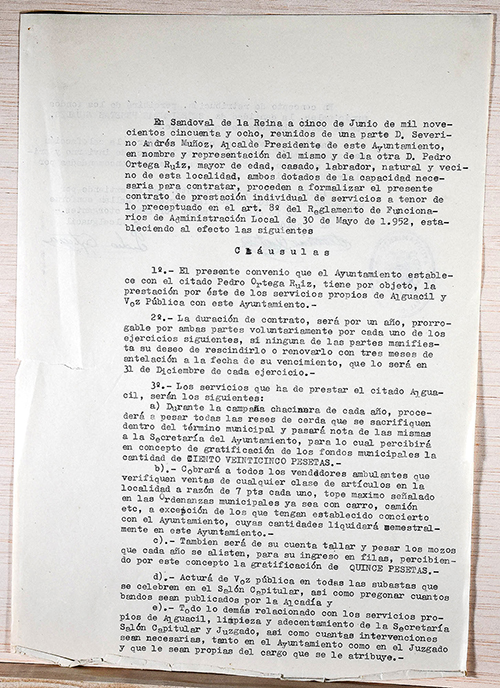 En Sandoval de la Reina a cinco de Junio de mil nove-
cientos cincuenta y ocho, reunidos de una parte D. Severi-
no Andrés Muñoz, Alcalde Presidente de este Ayuntamiento,
en nombre y representación del mismo y de la otra D. Pedro
Ortega Ruiz, mayor de edad, casado, labrador, natural y veci-
no de esta localidad, ambos dotados de la capacidad nece-
saria para contratar, proceden a formalizar el presente
contrato de prestación individual de servicios a tenor de
lo preceptuado en el art. 8º del Reglamento de Funciona-
rios de Administración Local de 30 de Mayo de 1.952, esta-
bleciendo al efecto las siguientes
Cláusulas
1º.- El presente convenio que el Ayuntamiento estable-
ce con el citado Pedro Ortega Ruiz, tiene por objeto, la
prestación por éste de los servicios propios de Alguacil y
Voz Pública con este Ayuntamiento.-
2º.- La duración de contrato, será por un año, prorro-
gable por ambas partes voluntariamente por cada uno de los
ejercicios siguientes, si ninguna de las partes manifies-
ta su deseo de rescindirlo o renovarlo con tres meses de
antelación a la fecha de su vencimiento, que lo será en
31 de Diciembre de cada ejercicio.-
3º.- Los servicios que ha de prestar el citado Algua-
cil, serán los siguientes:
a) Durante la campaña chacinera de cada año, proce-
derá a pesar todas las reses de cerda que se sacrifiquen
dentro del término municipal y pasará nota de las mismas
a la Secretaría del Ayuntamiento, para lo cual percibirá
en concepto de gratificación de los fondos municipales la
cantidad de CIENTO VEINTICINCO PESETAS.-
b).- Cobrará a todos los vendedores ambulantes que
verifiquen ventas de cualquier clase de artículos en la
localidad a razón de 7 pts cada uno, tope maximo señalado
en las Ordenanzas municipales ya sea con carro, camión
etc, a excepción de los que tengan establecido concierto
con el Ayuntamiento, cuyas cantidades liquidará semestral-
mente en este Ayuntamiento.-
c).- Tambien será de su cuenta tallar y pesar los mozos
que cada año se alisten, para su ingreso en filas, percibien-
do por este concepto la gratificación de QUINCE PESETAS.-
d).- Acturá de Voz pública en todas las subastas que
se celebren en el Salón Capitular, asi como pregonar cuantos
bandos sean publicados por la Alcadía y
e).- Todo lo demás relacionado con los servicios pro-
pios de Alguacil, limpieza y adecentamiento de la Secretaría
Salón Capitular y Juzgado, asi como cuantas intervenciones
sean necesarias, tanto en el Ayuntamiento como en el Juzgado
y que le sean propias del cargo que se le atribuye.-